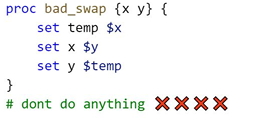 proc bad_swap {x y} {
    set temp $x
    set x $y
    set y $temp
}
# dont do anything ❌❌❌❌